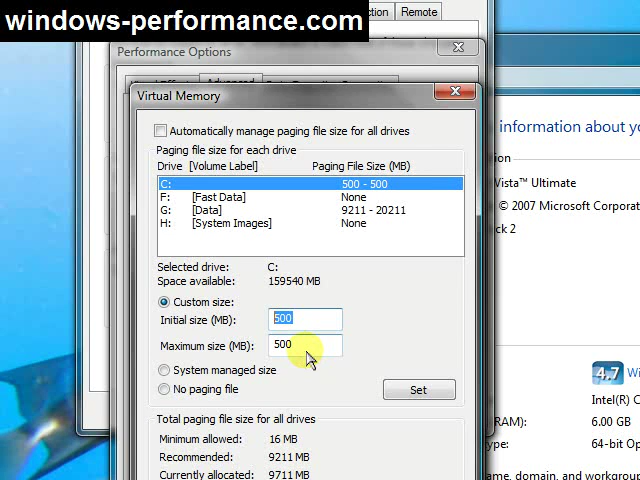 windows-performance.com
Remote
Performance Options
Advanced
Virtual Memory
Automatically manage paging file size for all drives
Paging file size for each drive
Drive [Volume Label] Paging File Size (MB)
C: 500 - 500
F: [Fast Data] None
G: [Data] 9211 - 20211
H: [System Images] None
Selected drive: C:
Space available: 159540 MB
Custom size:
Initial size (MB): 500
Maximum size (MB): 500
System managed size
No paging file
Set
Total paging file size for all drives
Minimum allowed: 16 MB
Recommended: 9211 MB
Currently allocated: 9711 MB
information about yo
Vista™ Ultimate
© 2007 Microsoft Corporat
ck 2
4.7 Wi
Intel(R) C
RAM): 6.00 GB
ype: 64-bit Op
ame, domain, and workgrou